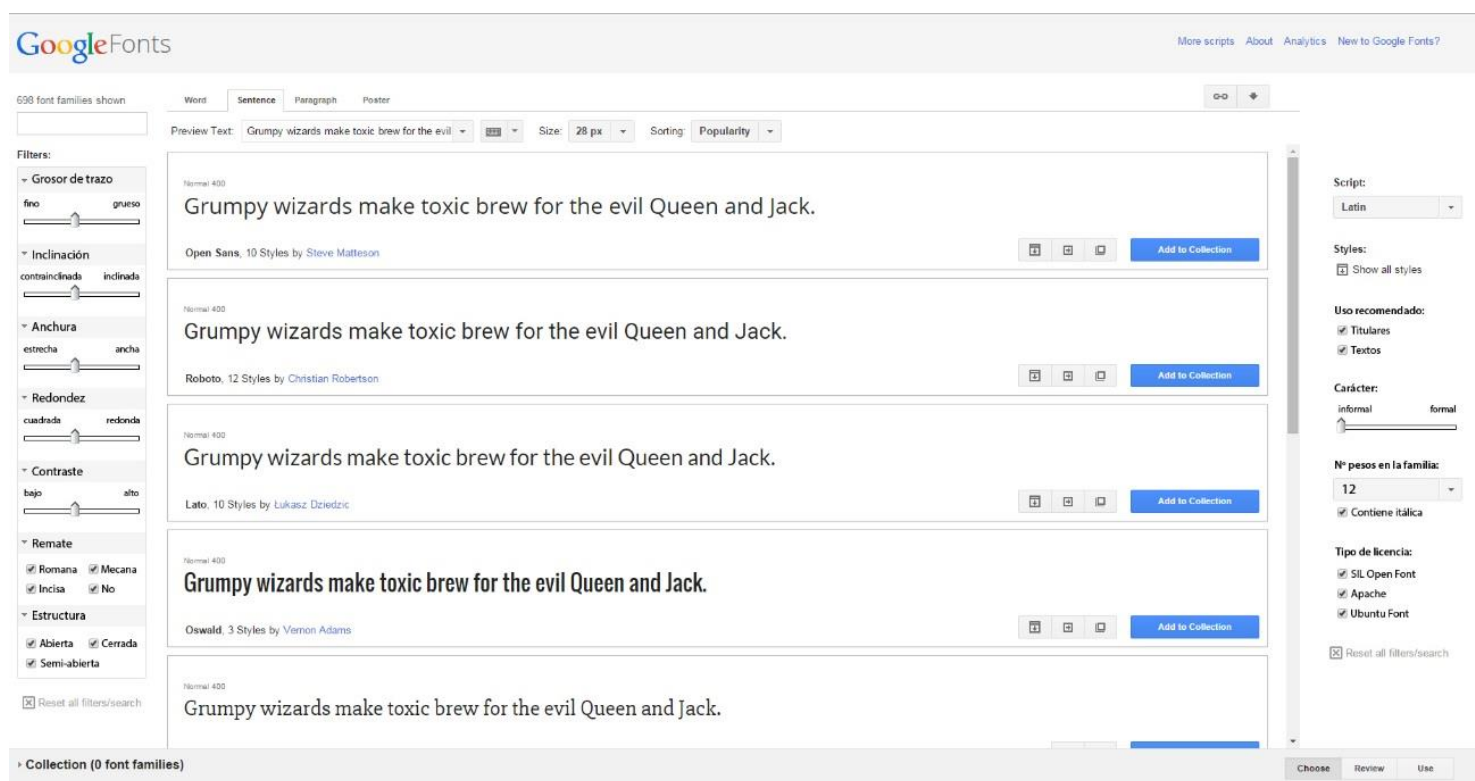 GoogleFonts
More scripts About Analytics New to Google Fonts?
698 font families shown
Word Sentence Paragraph Poster
Preview Text: Grumpy wizards make toxic brew for the evil Size: 28 px Sorting: Popularity
Filters:
Grosor de trazo
fino grueso
Inclinación
contrainclinada inclinada
Anchura
estrecha ancha
Redondez
cuadrada redonda
Contraste
bajo alto
Remate
Romana Mecana
Incisa No
Estructura
Abierta Cerrada
Semi-abierta
Reset all filters/search
Normal 400
Grumpy wizards make toxic brew for the evil Queen and Jack.
Open Sans, 10 Styles by Steve Matteson Add to Collection
Normal 400
Grumpy wizards make toxic brew for the evil Queen and Jack.
Roboto, 12 Styles by Christian Robertson Add to Collection
Normal 400
Grumpy wizards make toxic brew for the evil Queen and Jack.
Lato, 10 Styles by Łukasz Dziedzic Add to Collection
Normal 400
Grumpy wizards make toxic brew for the evil Queen and Jack.
Oswald, 3 Styles by Vernon Adams Add to Collection
Normal 400
Grumpy wizards make toxic brew for the evil Queen and Jack.
Script:
Latin
Styles:
Show all styles
Uso recomendado:
Titulares
Textos
Carácter:
informal formal
Nº pesos en la familia:
12
Contiene itálica
Tipo de licencia:
SIL Open Font
Apache
Ubuntu Font
Reset all filters/search
Collection (0 font families)
Choose Review Use